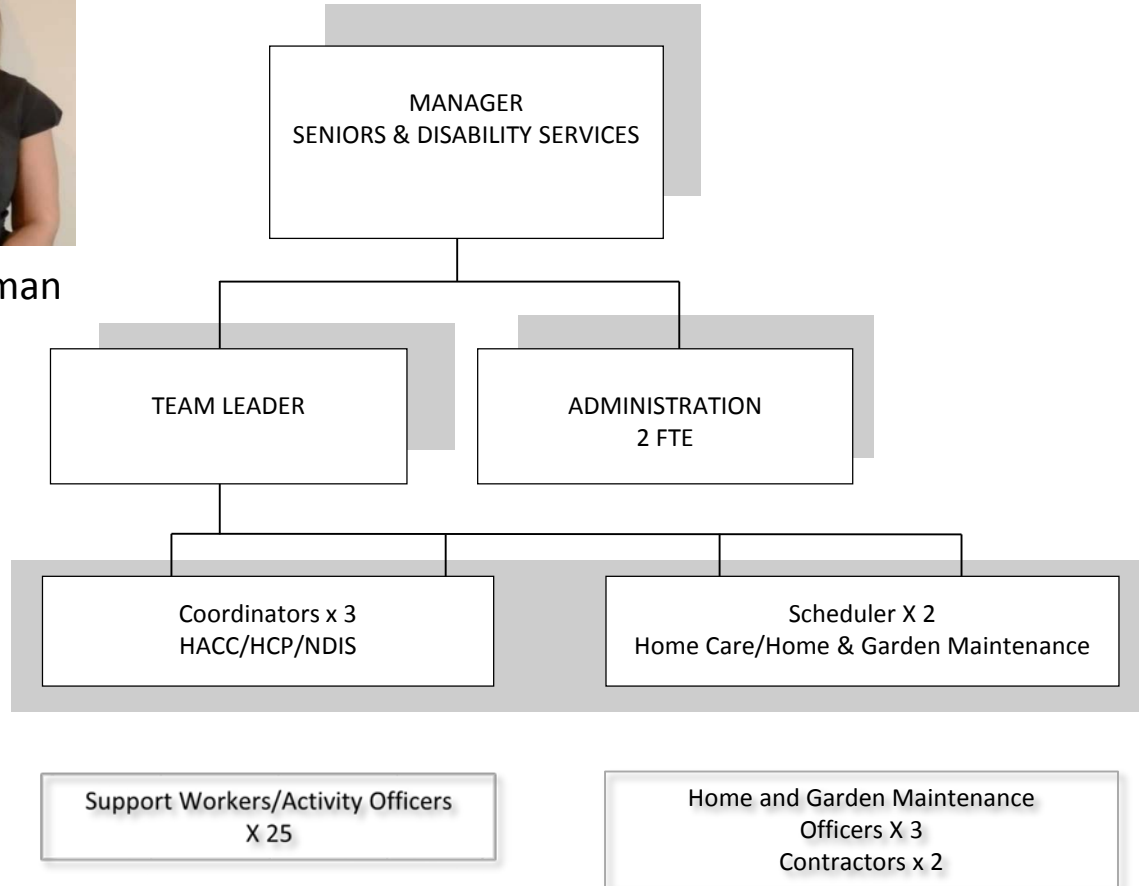 MANAGER
SENIORS & DISABILITY SERVICES
man
TEAM LEADER
ADMINISTRATION
2 FTE
Coordinators x 3
HACC/HCP/NDIS
Scheduler X 2
Home Care/Home & Garden Maintenance
Support Workers/Activity Officers
X 25
Home and Garden Maintenance
Officers X 3
Contractors x 2